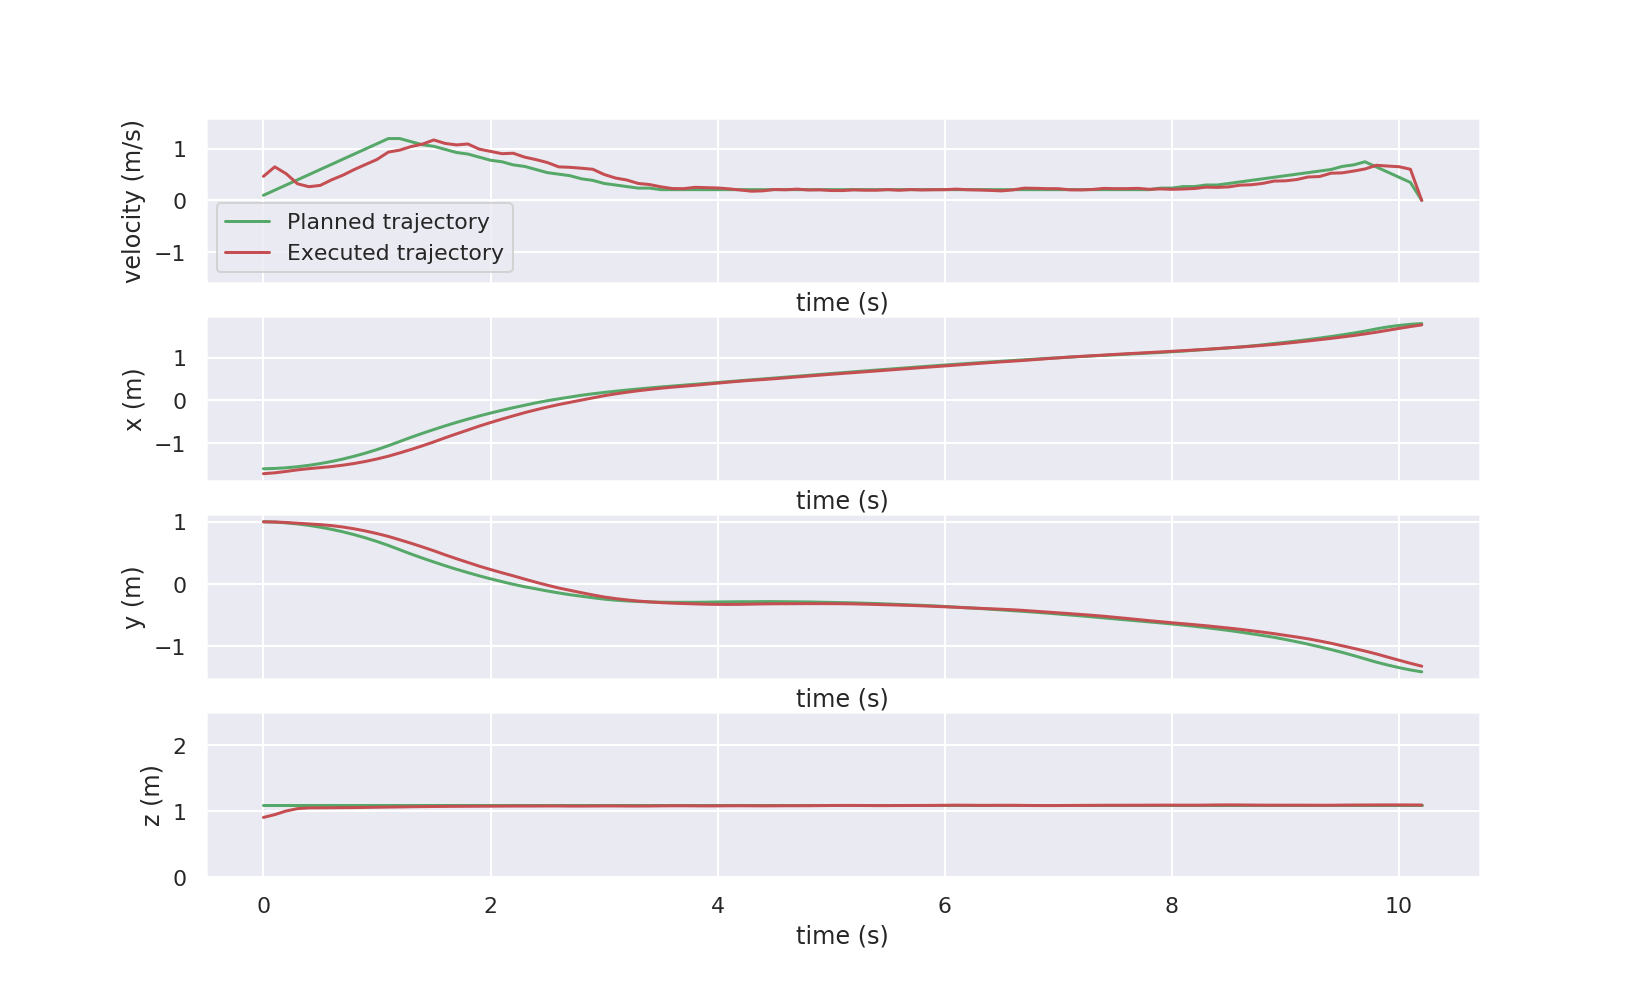 velocity (m/s)
1
0
−1
Planned trajectory
Executed trajectory
time (s)
x (m)
1
0
−1
time (s)
y (m)
1
0
−1
time (s)
z (m)
2
1
0
0 2 4 6 8 10
time (s)